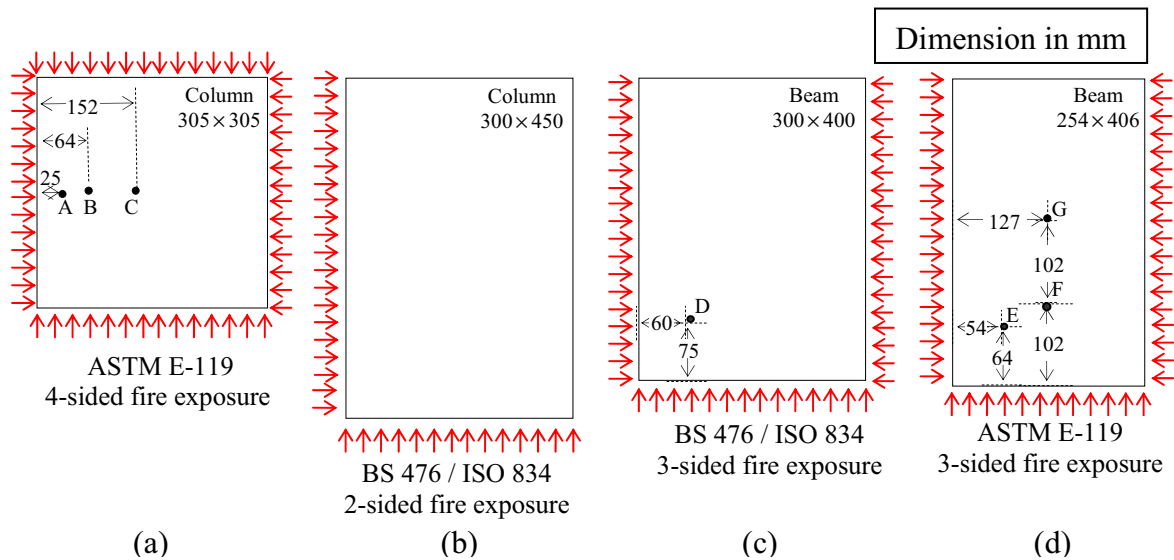 Dimension in mm
Column
305×305
152
64
25
A
B
C
ASTM E-119
4-sided fire exposure
(a)
Column
300×450
BS 476 / ISO 834
2-sided fire exposure
(b)
Beam
300×400
D
60
75
BS 476 / ISO 834
3-sided fire exposure
(c)
Beam
254×406
G
127
102
F
E
54
64
102
ASTM E-119
3-sided fire exposure
(d)